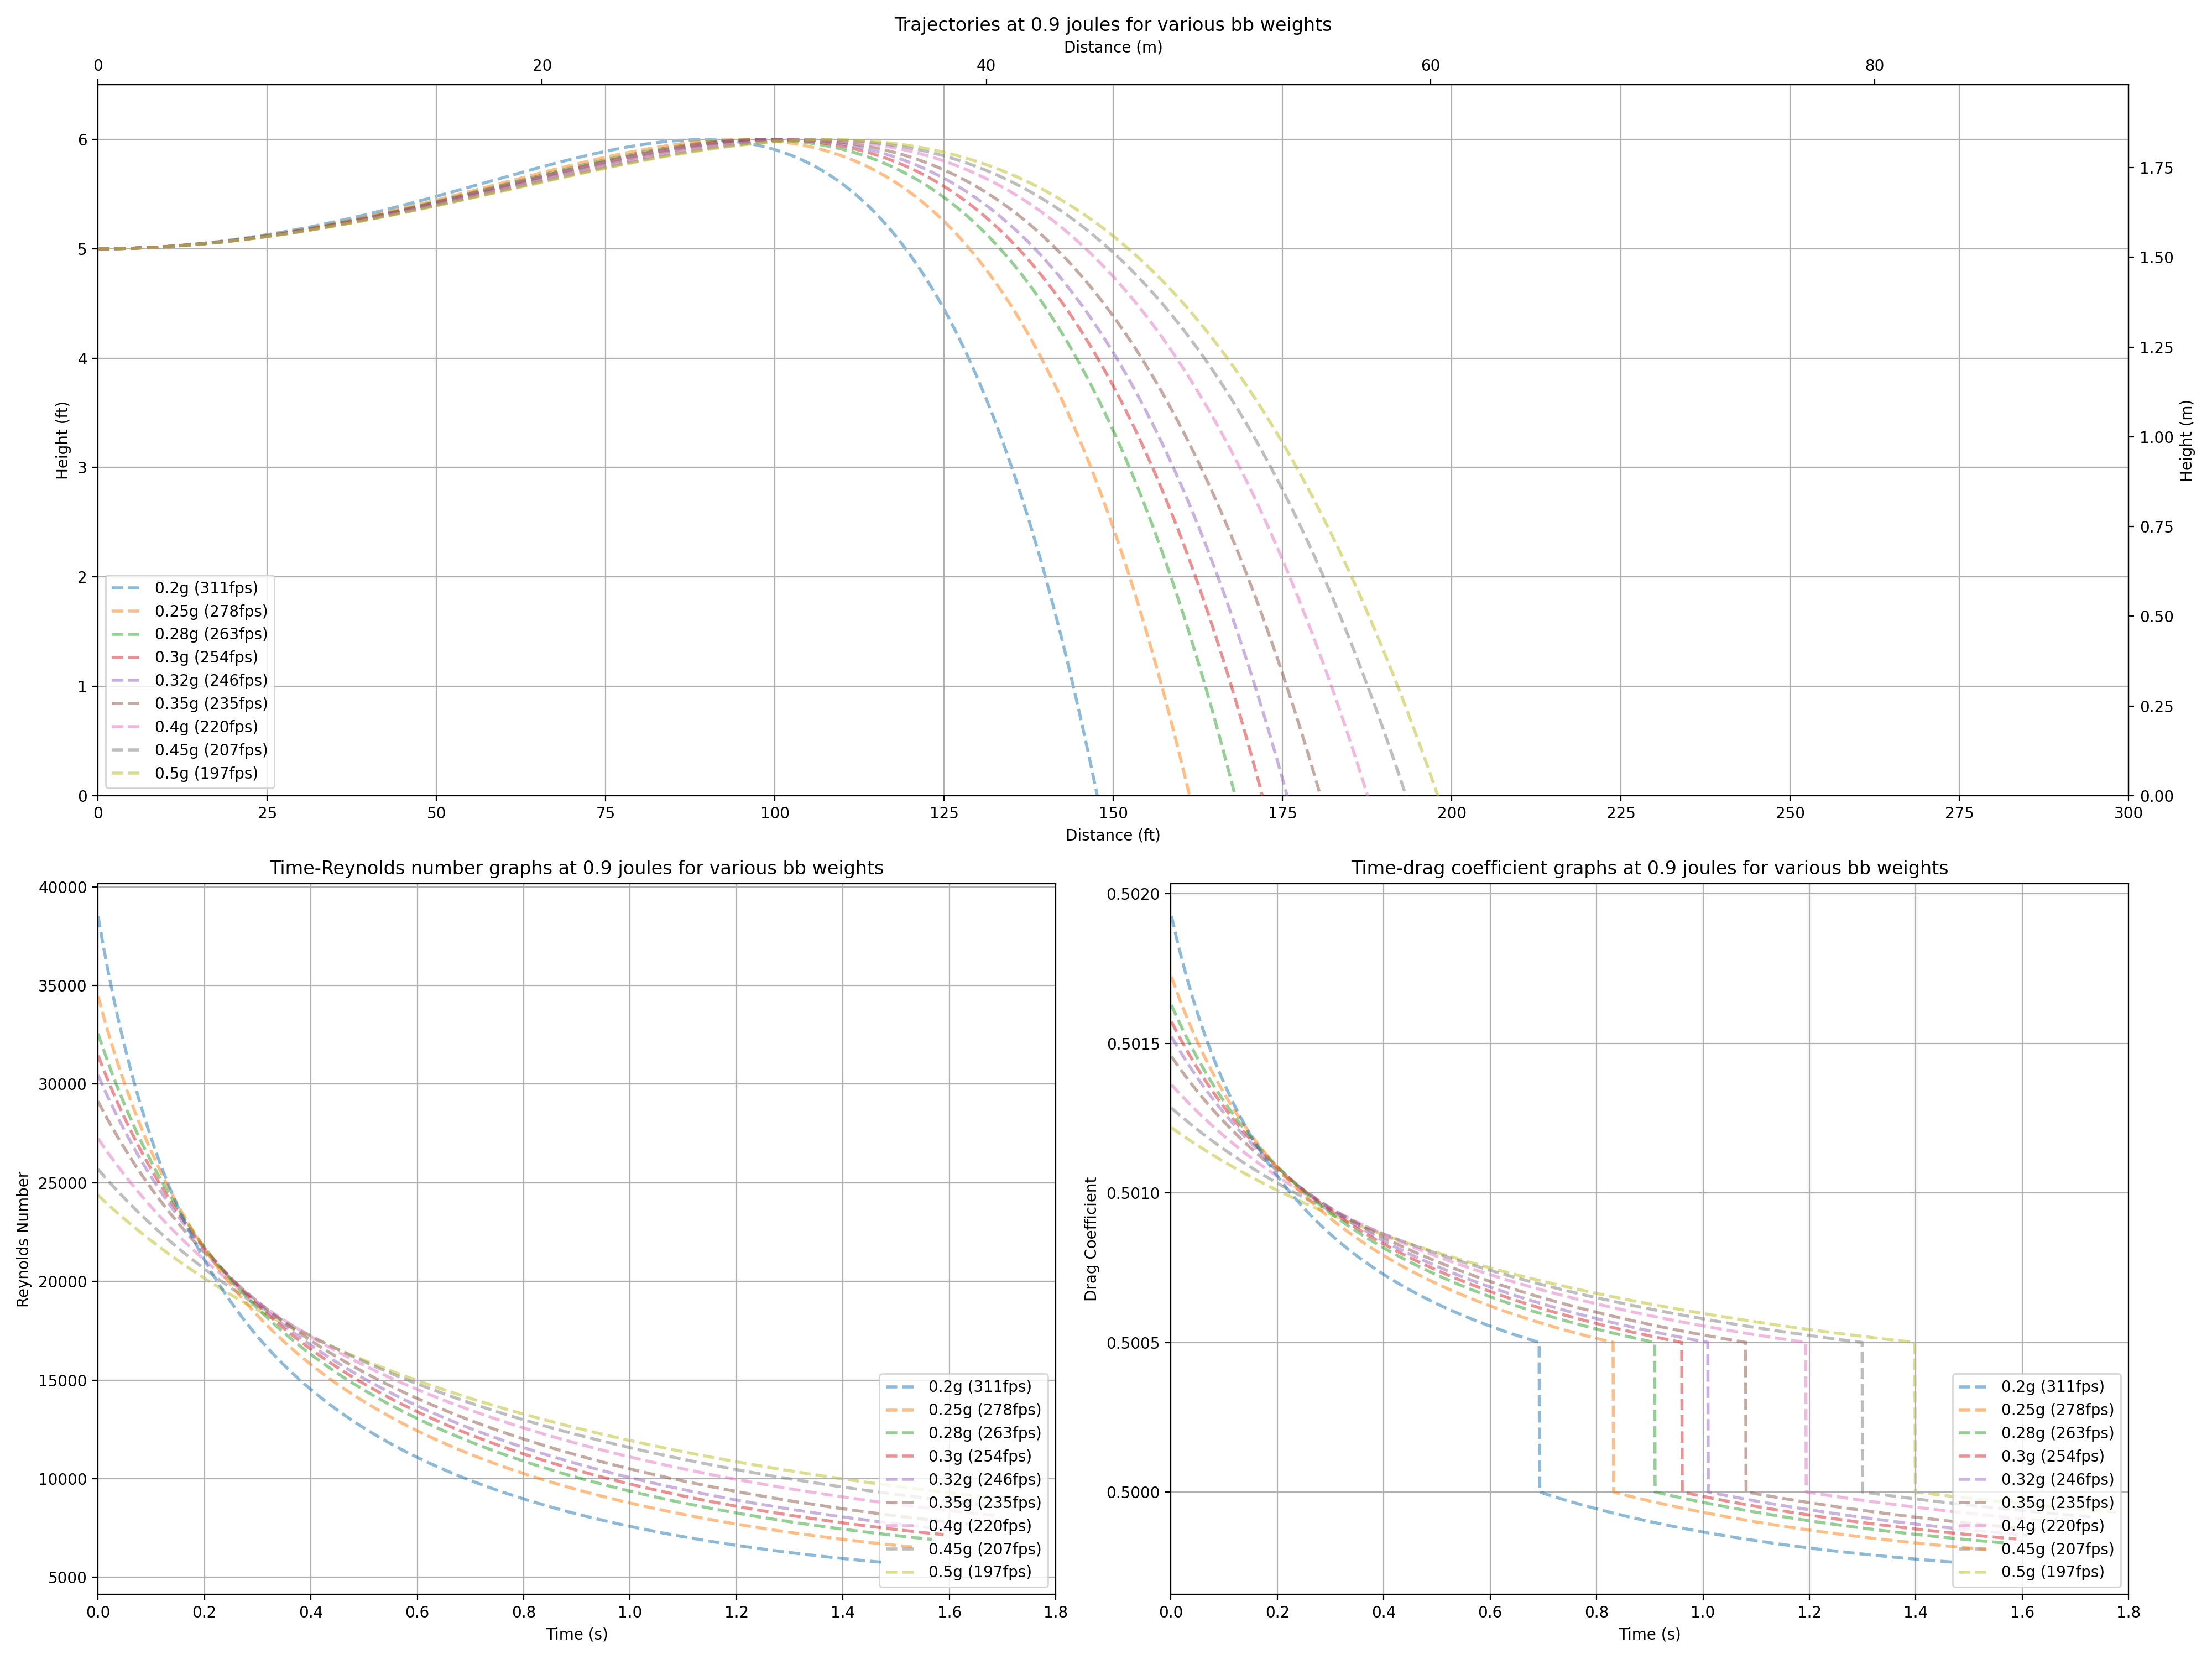 Trajectories at 0.9 joules for various bb weights
Distance (m)
0 20 40 60 80
6
5
4
3
2
1
0
Height (ft)
1.75
1.50
1.25
1.00
0.75
0.50
0.25
0.00
Height (m)
0.2g (311fps)
0.25g (278fps)
0.28g (263fps)
0.3g (254fps)
0.32g (246fps)
0.35g (235fps)
0.4g (220fps)
0.45g (207fps)
0.5g (197fps)
0 25 50 75 100 125 150 175 200 225 250 275 300
Distance (ft)
Time-Reynolds number graphs at 0.9 joules for various bb weights
40000
35000
30000
25000
20000
15000
10000
5000
Reynolds Number
0.2g (311fps)
0.25g (278fps)
0.28g (263fps)
0.3g (254fps)
0.32g (246fps)
0.35g (235fps)
0.4g (220fps)
0.45g (207fps)
0.5g (197fps)
0.0 0.2 0.4 0.6 0.8 1.0 1.2 1.4 1.6 1.8
Time (s)
Time-drag coefficient graphs at 0.9 joules for various bb weights
0.5020
0.5015
0.5010
0.5005
0.5000
Drag Coefficient
0.2g (311fps)
0.25g (278fps)
0.28g (263fps)
0.3g (254fps)
0.32g (246fps)
0.35g (235fps)
0.4g (220fps)
0.45g (207fps)
0.5g (197fps)
0.0 0.2 0.4 0.6 0.8 1.0 1.2 1.4 1.6 1.8
Time (s)